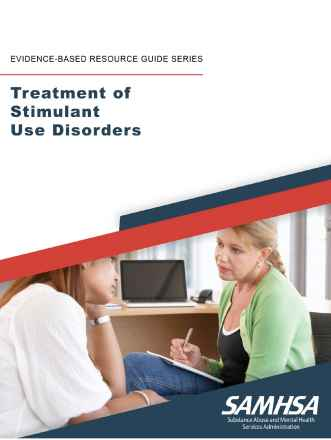 EVIDENCE-BASED RESOURCE GUIDE SERIES
Treatment of
Stimulant
Use Disorders
SAMHSA
Substance Abuse and Mental Health
Services Administration